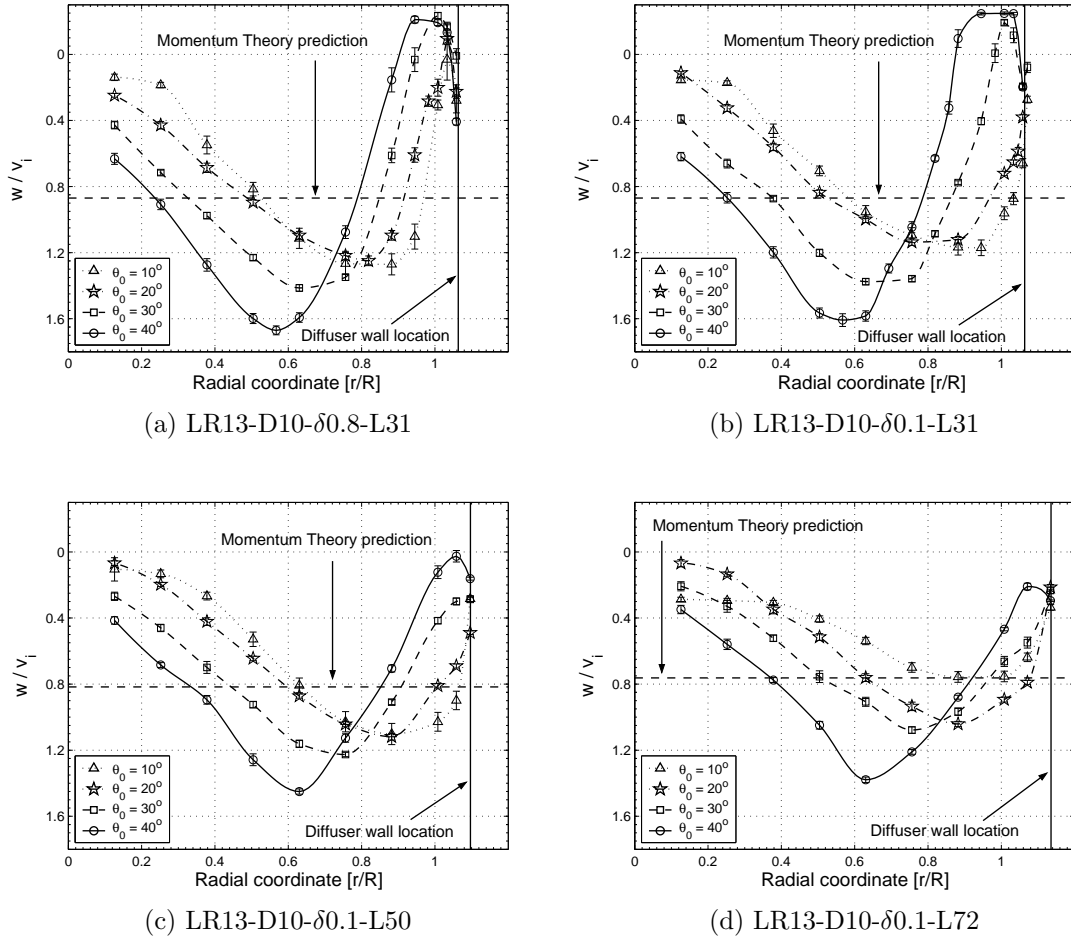 0
0.4
0.8
1.2
1.6
w / v_i
Momentum Theory prediction
Diffuser wall location
θ_0 = 10°
θ_0 = 20°
θ_0 = 30°
θ_0 = 40°
0 0.2 0.4 0.6 0.8 1
Radial coordinate [r/R]
(a) LR13-D10-δ0.8-L31
0
0.4
0.8
1.2
1.6
w / v_i
Momentum Theory prediction
Diffuser wall location
θ_0 = 10°
θ_0 = 20°
θ_0 = 30°
θ_0 = 40°
0 0.2 0.4 0.6 0.8 1
Radial coordinate [r/R]
(b) LR13-D10-δ0.1-L31
0
0.4
0.8
1.2
1.6
w / v_i
Momentum Theory prediction
Diffuser wall location
θ_0 = 10°
θ_0 = 20°
θ_0 = 30°
θ_0 = 40°
0 0.2 0.4 0.6 0.8 1
Radial coordinate [r/R]
(c) LR13-D10-δ0.1-L50
0
0.4
0.8
1.2
1.6
w / v_i
Momentum Theory prediction
Diffuser wall location
θ_0 = 10°
θ_0 = 20°
θ_0 = 30°
θ_0 = 40°
0 0.2 0.4 0.6 0.8 1
Radial coordinate [r/R]
(d) LR13-D10-δ0.1-L72